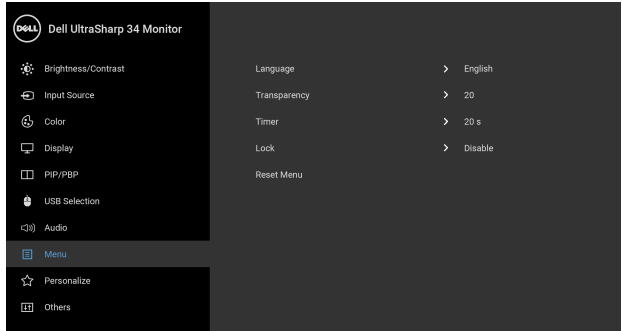 DELL Dell UltraSharp 34 Monitor
Brightness/Contrast
Input Source
Color
Display
PIP/PBP
USB Selection
Audio
Menu
Personalize
Others
Language > English
Transparency > 20
Timer > 20 s
Lock > Disable
Reset Menu